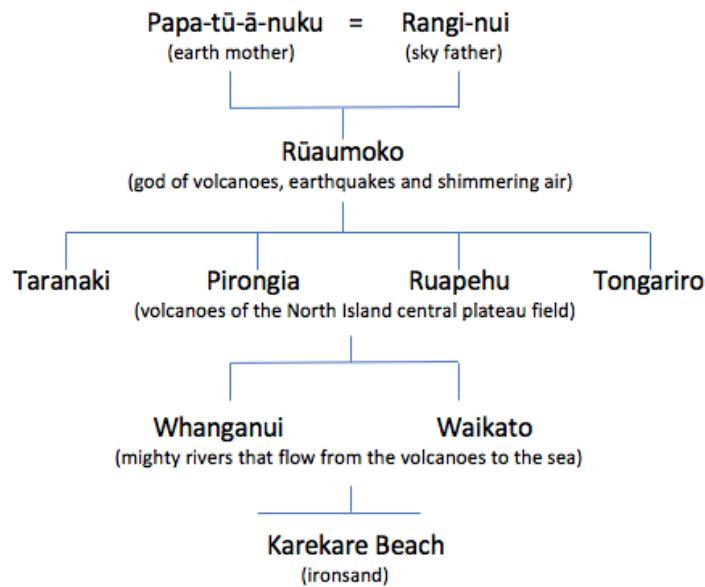 Papa-tū-ā-nuku = Rangi-nui
(earth mother) (sky father)
Rūaumoko
(god of volcanoes, earthquakes and shimmering air)
Taranaki Pirongia Ruapehu Tongariro
(volcanoes of the North Island central plateau field)
Whanganui Waikato
(mighty rivers that flow from the volcanoes to the sea)
Karekare Beach
(ironsand)